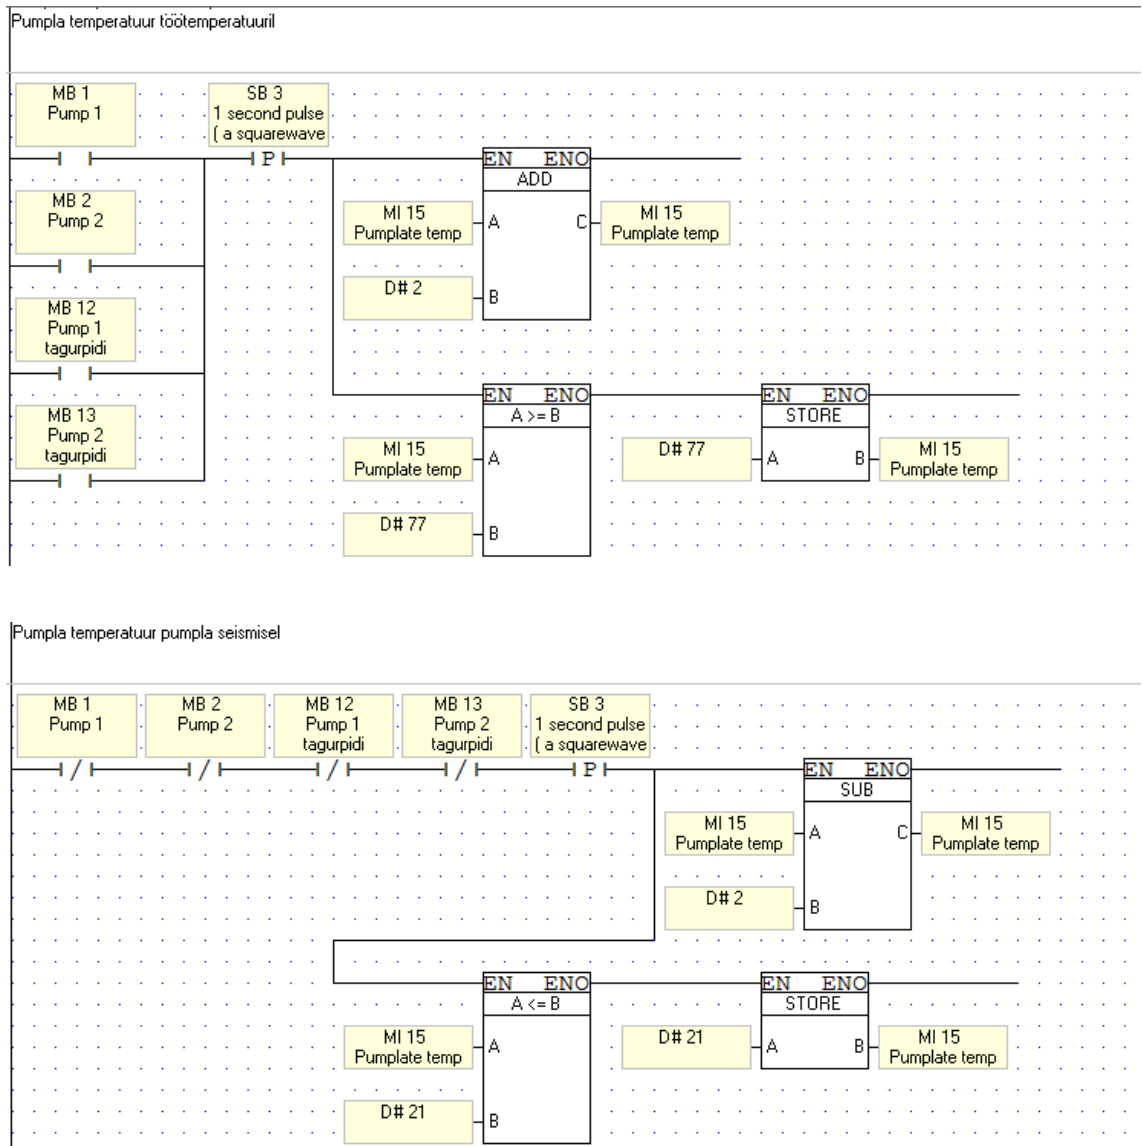 Pumpla temperatuur töötemperatuuril
MB 1
Pump 1
SB 3
1 second pulse
( a squarewave
P
EN ENO
ADD
MB 2
Pump 2
MI 15
Pumplate temp
A
C
MI 15
Pumplate temp
D# 2
B
MB 12
Pump 1
tagurpidi
MB 13
Pump 2
tagurpidi
EN ENO
A >= B
EN ENO
STORE
MI 15
Pumplate temp
A
D# 77
A
B
MI 15
Pumplate temp
D# 77
B
Pumpla temperatuur pumpla seismisel
MB 1
Pump 1
MB 2
Pump 2
MB 12
Pump 1
tagurpidi
MB 13
Pump 2
tagurpidi
SB 3
1 second pulse
( a squarewave
P
EN ENO
SUB
MI 15
Pumplate temp
A
C
MI 15
Pumplate temp
D# 2
B
EN ENO
A <= B
EN ENO
STORE
MI 15
Pumplate temp
A
D# 21
A
B
MI 15
Pumplate temp
D# 21
B